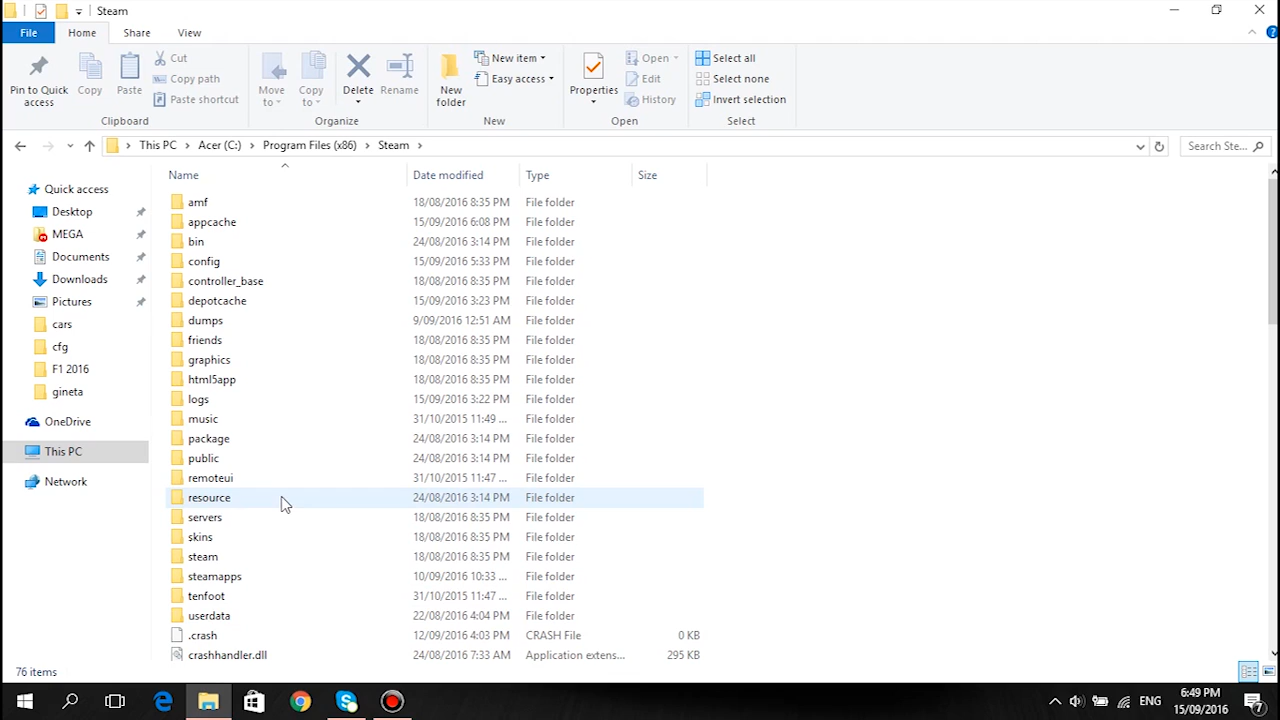 Steam
File Home Share View
Pin to Quick access
Copy
Paste
Cut
Copy path
Paste shortcut
Clipboard
Move to
Copy to
Delete
Rename
Organize
New folder
New item
Easy access
New
Properties
Open
Edit
History
Open
Select all
Select none
Invert selection
Select
This PC Acer (C:) Program Files (x86) Steam
Search Ste...
Quick access
Desktop
MEGA
Documents
Downloads
Pictures
cars
cfg
F1 2016
gineta
OneDrive
This PC
Network
Name Date modified Type Size
amf 18/08/2016 8:35 PM File folder
appcache 15/09/2016 6:08 PM File folder
bin 24/08/2016 3:14 PM File folder
config 15/09/2016 5:33 PM File folder
controller_base 18/08/2016 8:35 PM File folder
depotcache 15/09/2016 3:23 PM File folder
dumps 9/09/2016 12:51 AM File folder
friends 18/08/2016 8:35 PM File folder
graphics 18/08/2016 8:35 PM File folder
html5app 18/08/2016 8:35 PM File folder
logs 15/09/2016 3:22 PM File folder
music 31/10/2015 11:49 ... File folder
package 24/08/2016 3:14 PM File folder
public 24/08/2016 3:14 PM File folder
remoteui 31/10/2015 11:47 ... File folder
resource 24/08/2016 3:14 PM File folder
servers 18/08/2016 8:35 PM File folder
skins 18/08/2016 8:35 PM File folder
steam 18/08/2016 8:35 PM File folder
steamapps 10/09/2016 10:33 ... File folder
tenfoot 31/10/2015 11:47 ... File folder
userdata 22/08/2016 4:04 PM File folder
.crash 12/09/2016 4:03 PM CRASH File 0 KB
crashhandler.dll 24/08/2016 7:33 AM Application extens... 295 KB
76 items
ENG
6:49 PM
15/09/2016
7